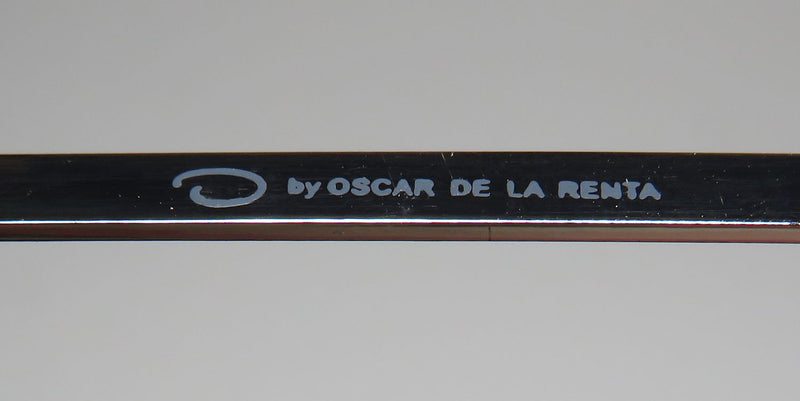 O by OSCAR DE LA RENTA